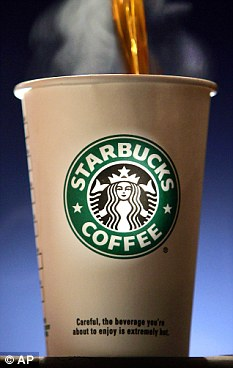 STARBUCKS
COFFEE
®
Careful, the beverage you're
about to enjoy is extremely hot.
© AP